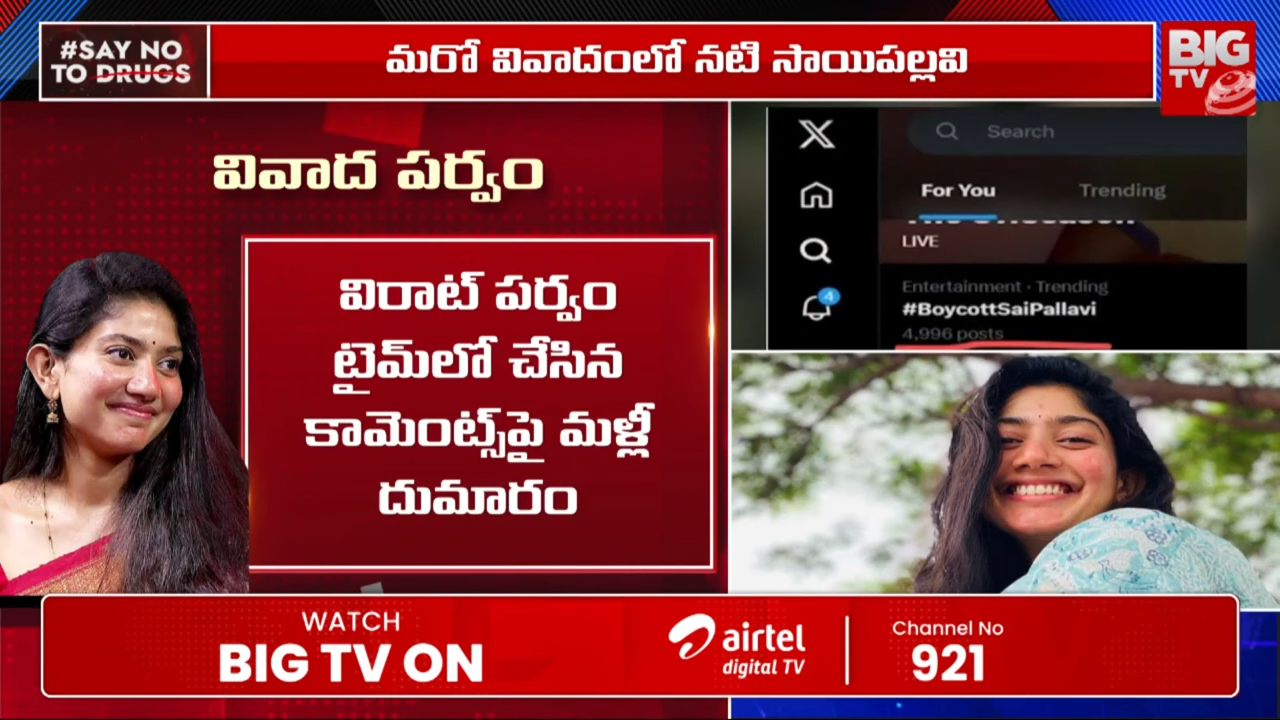 #SAY NO
TO DRUGS
మరో వివాదంలో నటి సాయిపల్లవి
BIG
TV
వివాద పర్వం
విరాట్ పర్వం
టైమ్‌లో చేసిన
కామెంట్స్‌పై మళ్లీ
దుమారం
X
Search
For You
Trending
LIVE
4
Entertainment · Trending
#BoycottSaiPallavi
4,996 posts
WATCH
BIG TV ON
airtel
digital TV
Channel No
921